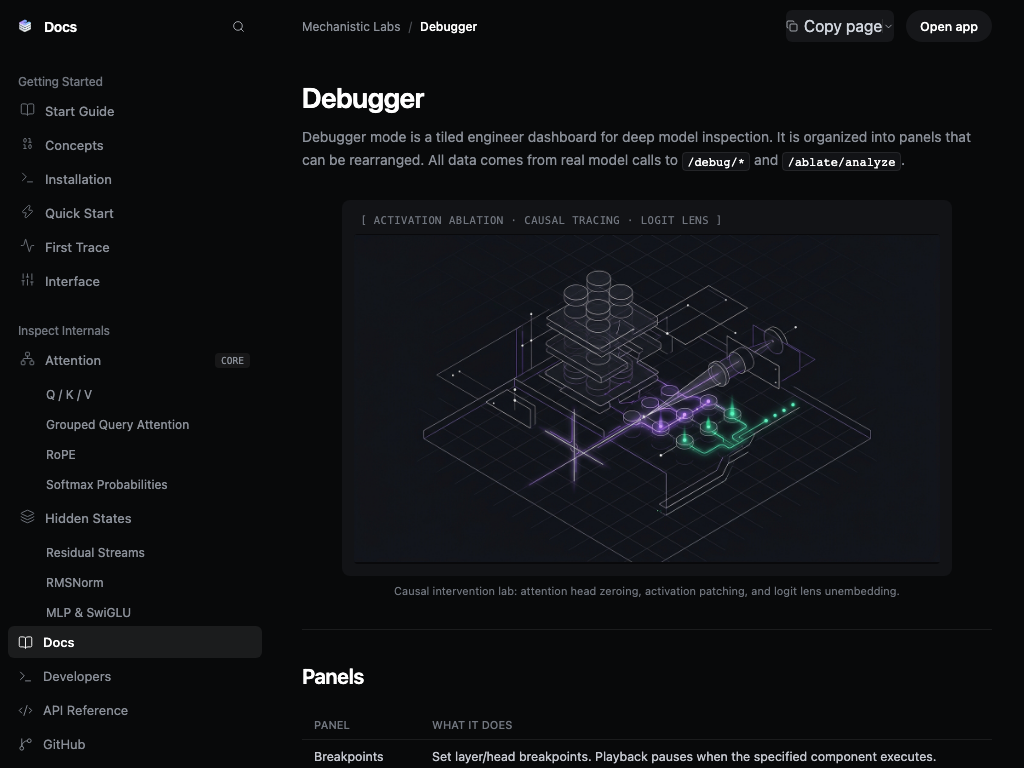 Docs
Mechanistic Labs / Debugger
Copy page
Open app
Getting Started
Start Guide
Concepts
Installation
Quick Start
First Trace
Interface
Inspect Internals
Attention
CORE
Q / K / V
Grouped Query Attention
RoPE
Softmax Probabilities
Hidden States
Residual Streams
RMSNorm
MLP & SwiGLU
Docs
Developers
API Reference
GitHub
Debugger
Debugger mode is a tiled engineer dashboard for deep model inspection. It is organized into panels that
can be rearranged. All data comes from real model calls to /debug/* and /ablate/analyze.
[ ACTIVATION ABLATION · CAUSAL TRACING · LOGIT LENS ]
Causal intervention lab: attention head zeroing, activation patching, and logit lens unembedding.
Panels
PANEL WHAT IT DOES
Breakpoints Set layer/head breakpoints. Playback pauses when the specified component executes.